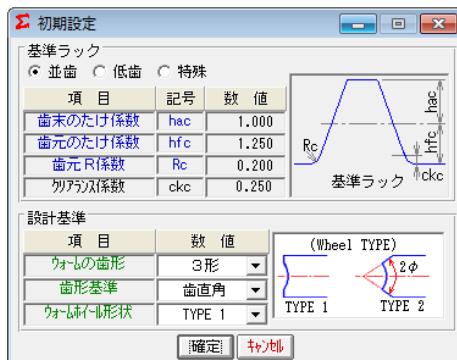 Σ 初期設定
基準ラック
並歯 低歯 特殊
項 目 記号 数 値
歯末のたけ係数 hac 1.000
歯元のたけ係数 hfc 1.250
歯元R係数 Rc 0.200
クリアランス係数 ckc 0.250
hac
hfc
Rc
ckc
基準ラック
設計基準
項 目 数 値
ウォームの歯形 3形
歯形基準 歯直角
ウォームホイール形状 TYPE 1
(Wheel TYPE)
2φ
TYPE 1 TYPE 2
確定 キャンセル